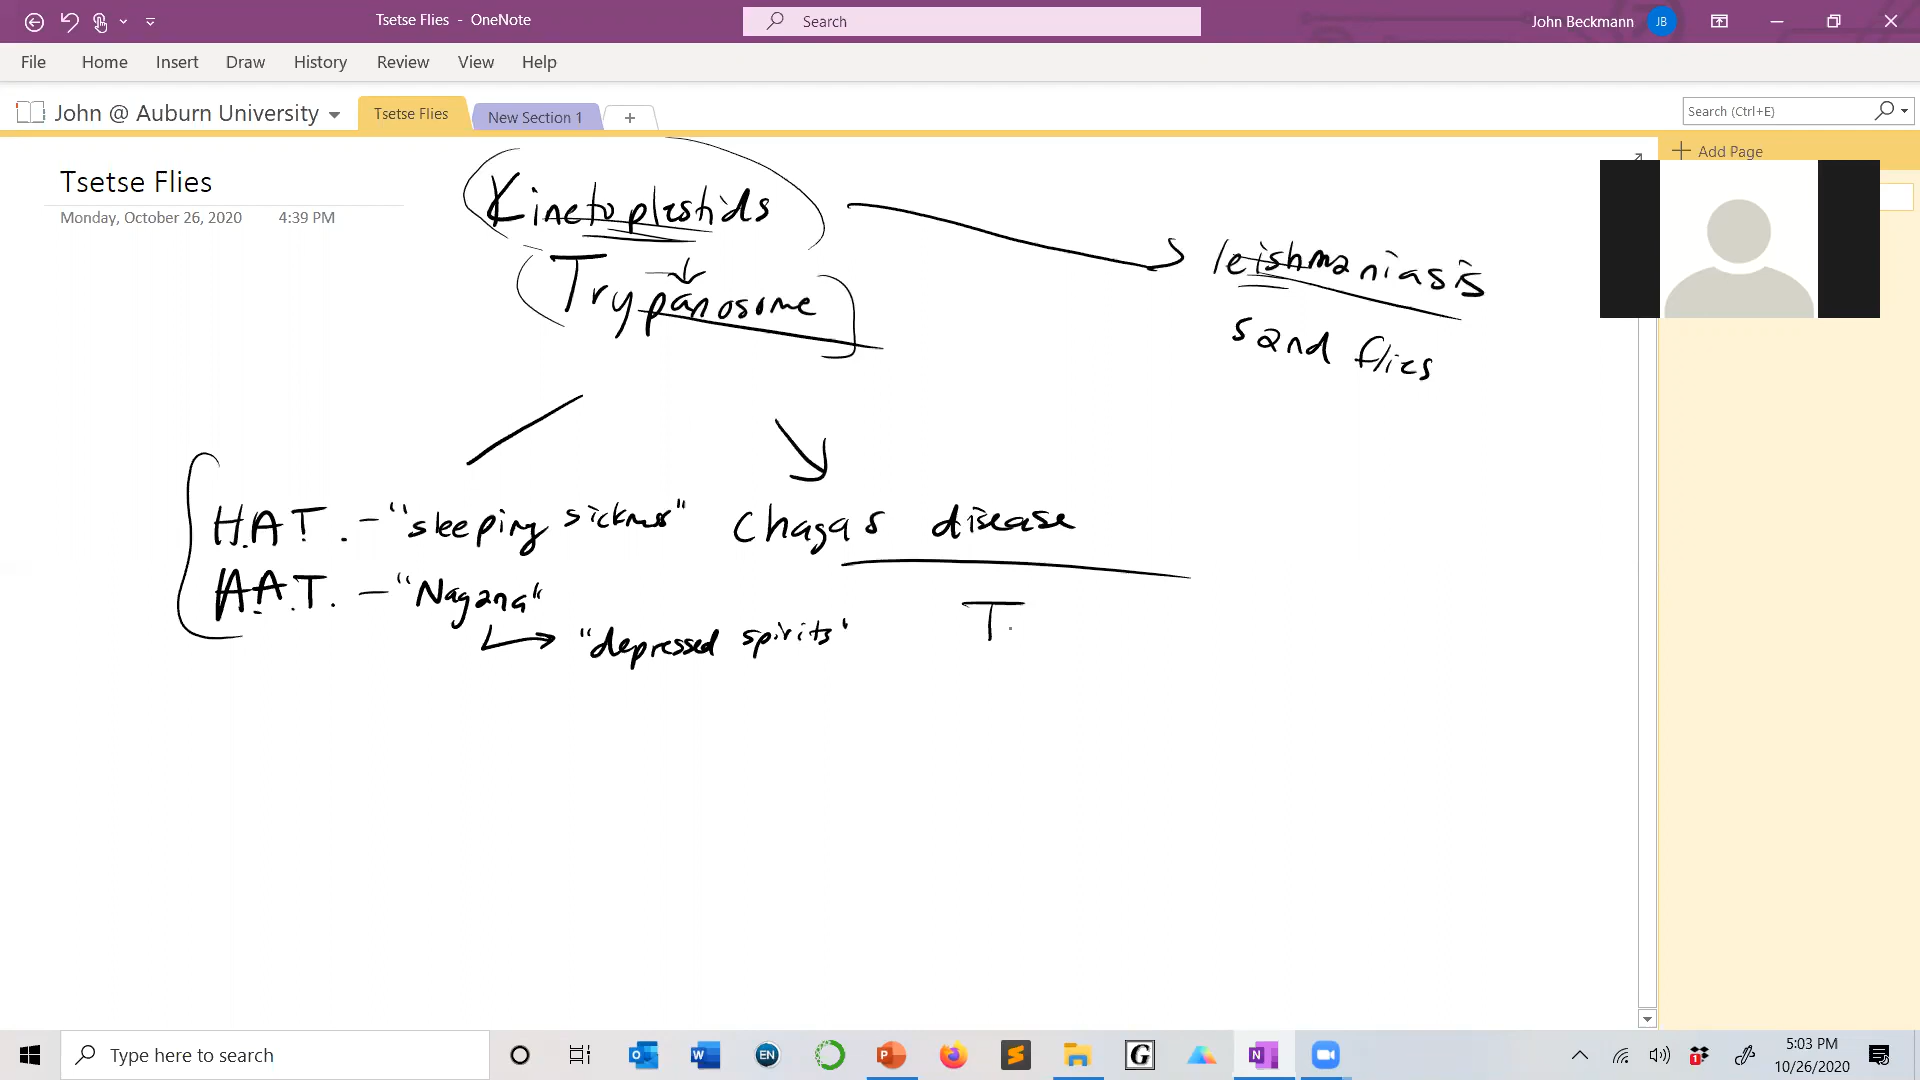 Tsetse Flies - OneNote
Search
John Beckmann
JB
File Home Insert Draw History Review View Help
John @ Auburn University
Tsetse Flies
New Section 1
+
Search (Ctrl+E)
Add Page
Tsetse Flies
Monday, October 26, 2020 4:39 PM
Kinetoplastids
Trypanosome
leishmaniasis
sand flies
H.A.T. - "sleeping sickness"
Chagas disease
A.A.T. - "Nagana"
"depressed spirits"
T.
Type here to search
EN
P
G
N
1
5:03 PM
10/26/2020